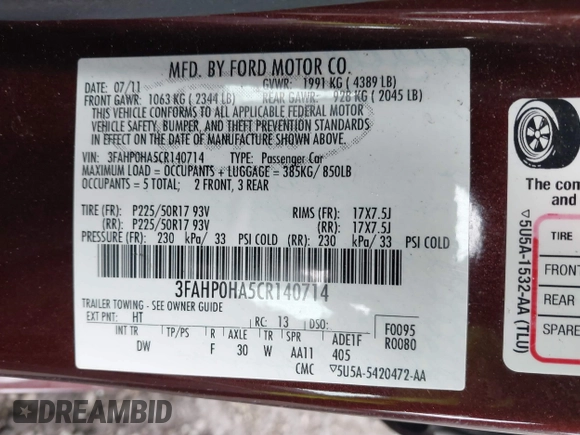 MFD. BY FORD MOTOR CO.
DATE: 07/11 GVWR: 1991 KG ( 4389 LB)
FRONT GAWR: 1063 KG ( 2344 LB) REAR GAWR: 928 KG ( 2045 LB)
THIS VEHICLE CONFORMS TO ALL APPLICABLE FEDERAL MOTOR
VEHICLE SAFETY, BUMPER, AND THEFT PREVENTION STANDARDS
IN EFFECT ON THE DATE OF MANUFACTURE SHOWN ABOVE.
VIN: 3FAHP0HA5CR140714 TYPE: Passenger Car
MAXIMUM LOAD = OCCUPANTS + LUGGAGE = 385KG/ 850LB
OCCUPANTS = 5 TOTAL; 2 FRONT, 3 REAR
TIRE (FR): P225/50R17 93V RIMS (FR): 17X7.5J
(RR): P225/50R17 93V (RR): 17X7.5J
PRESSURE (FR): 230 kPa/ 33 PSI COLD (RR): 230 kPa/ 33 PSI COLD
3FAHP0HA5CR140714
TRAILER TOWING - SEE OWNER GUIDE
EXT PNT: HT RC: 13 DSO: F0095
INT TR TP/PS R AXLE TR SPR ADE1F R0080
DW F 30 W AA11 405
CMC ▽5U5A-5420472-AA
The com
and
TIRE
FRONT
REAR
SPARE
▽5U5A-1532-AA (TLU)
DREAMBID